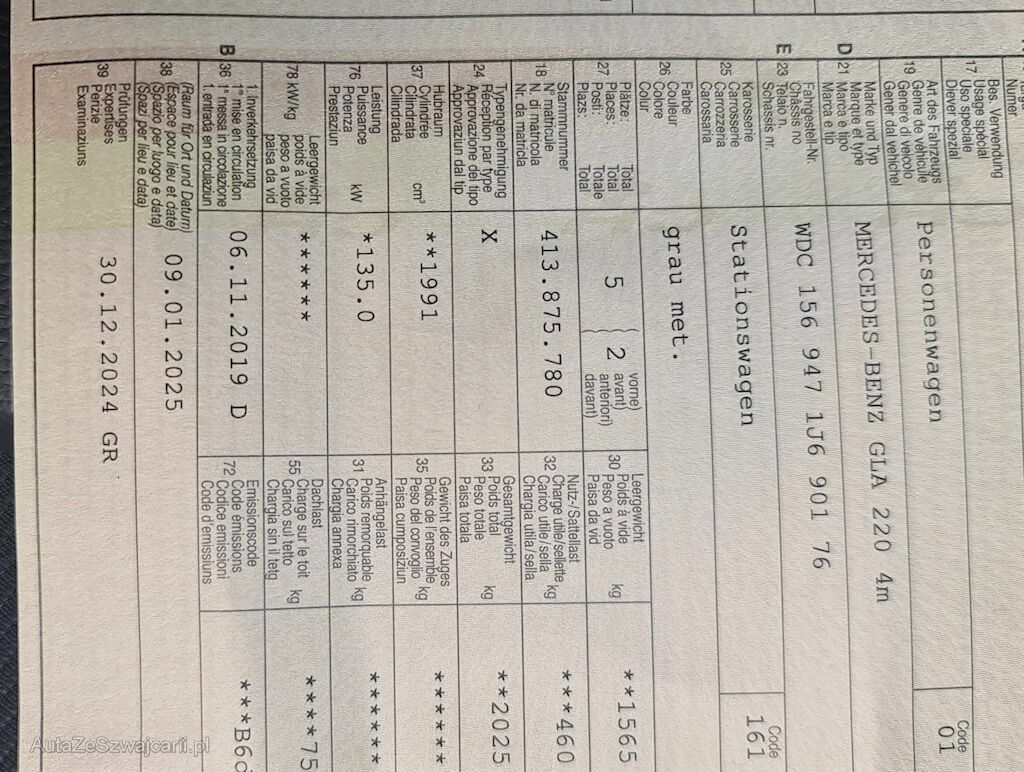 Numer
17 Bes. Verwendung
Usage spécial
Uso speciale
Diever spezial
19 Art des Fahrzeugs
Genre de véhicule
Genere di veicolo
Gener dal vehichel
Personenwagen
Code
01
D 21 Marke und Typ
Marque et type
Marca e tipo
Marca e tip
MERCEDES-BENZ GLA 220 4m
E 23 Fahrgestell-Nr.
Châssis no
Telaio n.
Schassis nr.
WDC 156 947 1J6 901 76
25 Karosserie
Carrosserie
Carrozzeria
Carossaria
Stationswagen
Code
161
26 Farbe
Couleur
Colore
Colur
grau met.
27 Plätze: Total
Places: Total
Posti: Totale
Plazs: Total
5
( 2 vorne)
( avant)
( anteriori)
( davant)
30 Leergewicht
Poids à vide
Peso a vuoto kg
Paisa da vid
**1565
18 Stammnummer
N° matricule
N. di matricola
Nr. da matricla
413.875.780
32 Nutz-/Sattellast
Charge utile/sellette
Carico utile/sella kg
Chargia utila/sella
***460
24 Typengenehmigung
Réception par type
Approvazione del tipo
Approvaziun dal tip
X
33 Gesamtgewicht
Poids total
Peso totale kg
Paisa totala
**2025
37 Hubraum
Cylindrée
Cilindrata cm³
Cilindrada
**1991
35 Gewicht des Zuges
Poids de l'ensemble
Peso del convoglio kg
Paisa cumposiziun
******
76 Leistung
Puissance
Potenza kW
Prestaziun
*135.0
31 Anhängelast
Poids remorquable
Carico rimorchiato kg
Chargia annexa
******
78 kW/kg Leergewicht
poids à vide
peso a vuoto
paisa da vid
******
55 Dachlast
Charge sur le toit
Carico sul tetto kg
Chargia sin il tetg
****75
B 36 1. Inverkehrsetzung
1re mise en circulation
1a messa in circolazione
1. entrada en circulaziun
06.11.2019 D
72 Emissionscode
Code émissions
Codice emissioni
Code d'emissiuns
***B6c
38 (Raum für Ort und Datum)
(Espace pour lieu et date)
(Spazio per luogo e data)
(Spazi per lieu e data)
09.01.2025
39 Prüfungen
Expertises
Perizie
Examinaziuns
30.12.2024 GR
AutaZeSzwajcarii.pl